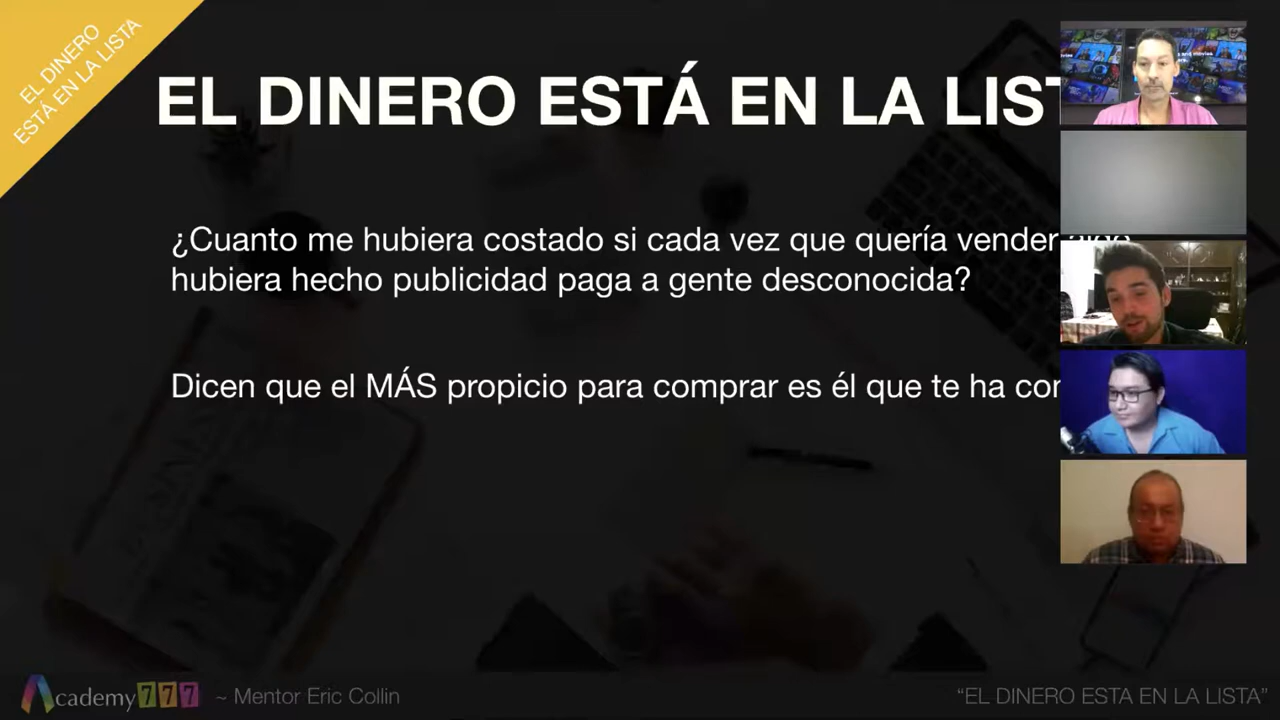 EL DINERO
ESTÁ EN LA LISTA
EL DINERO ESTÁ EN LA LIST
¿Cuanto me hubiera costado si cada vez que quería vender algo
hubiera hecho publicidad paga a gente desconocida?
Dicen que el MÁS propicio para comprar es él que te ha
Academy777 ~ Mentor Eric Collin
“EL DINERO ESTA EN LA LISTA”